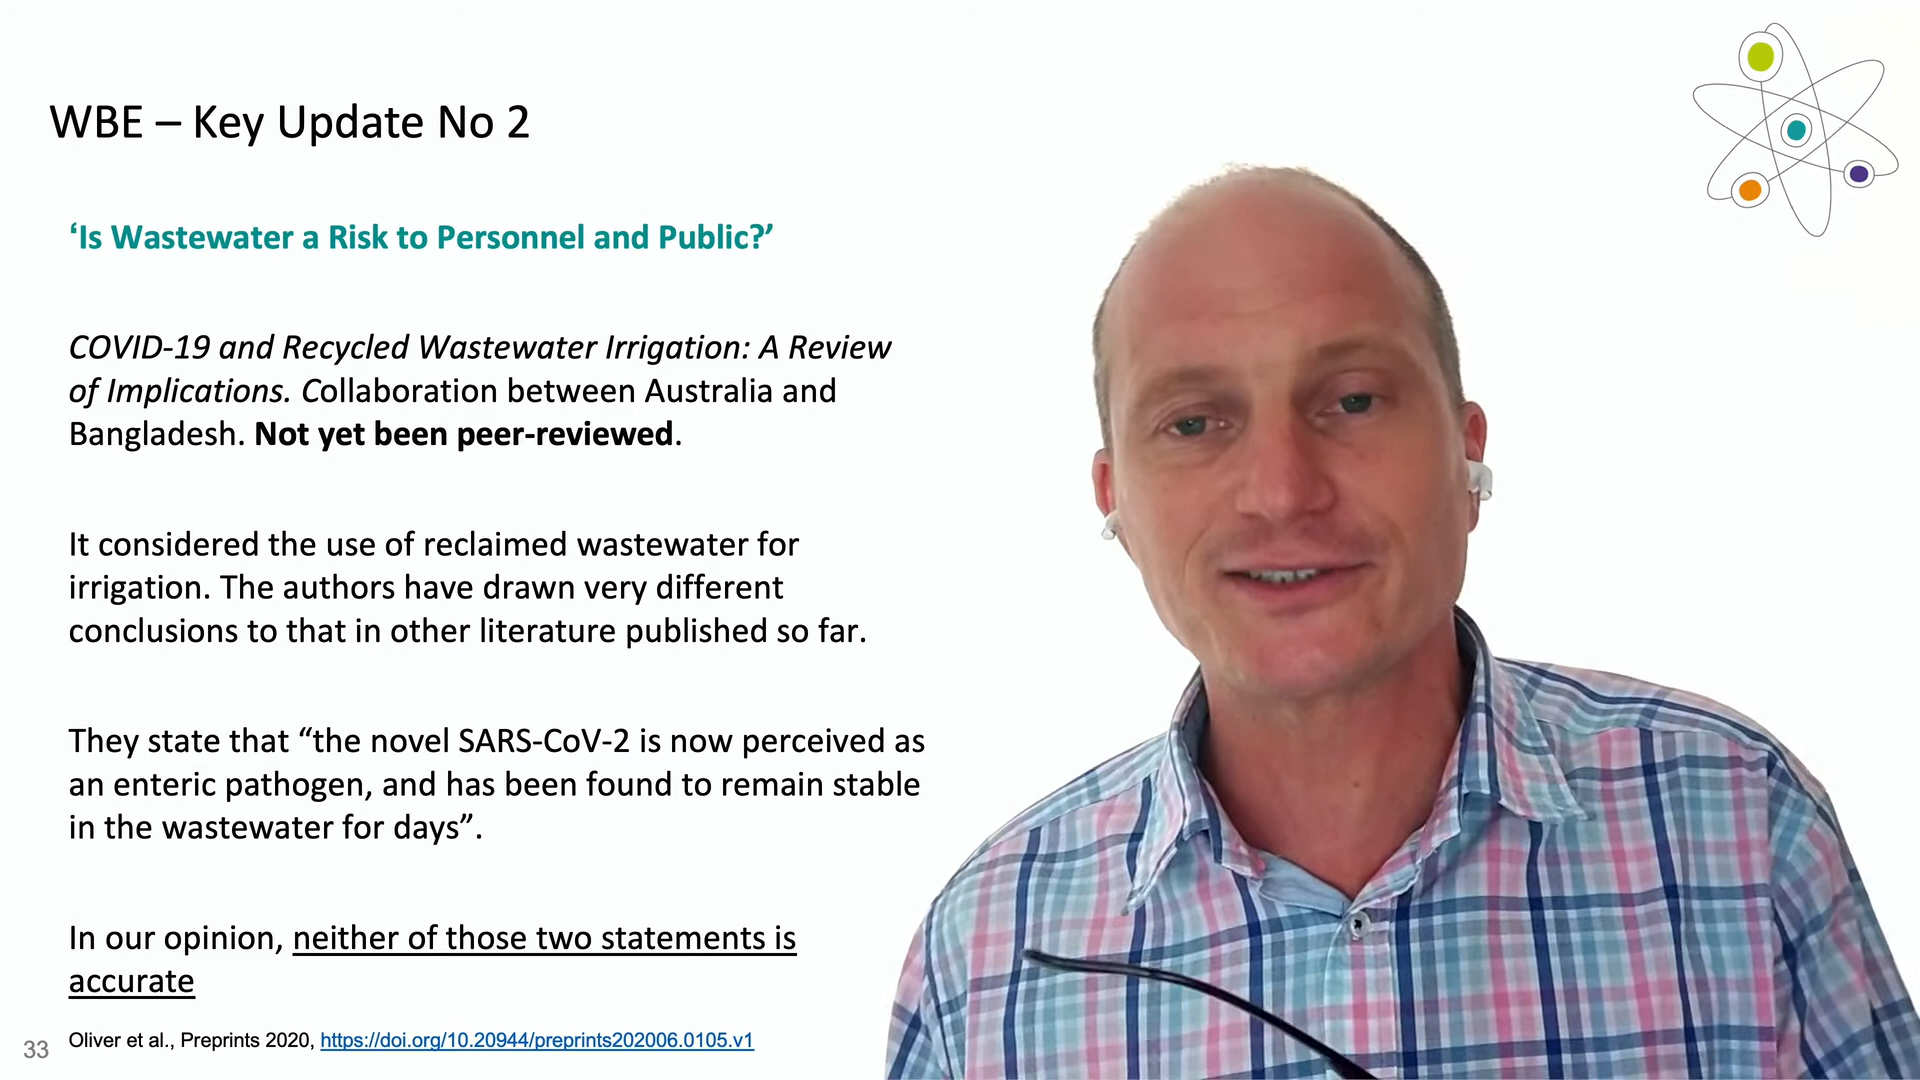 WBE – Key Update No 2
‘Is Wastewater a Risk to Personnel and Public?’
COVID-19 and Recycled Wastewater Irrigation: A Review
of Implications. Collaboration between Australia and
Bangladesh. Not yet been peer-reviewed.
It considered the use of reclaimed wastewater for
irrigation. The authors have drawn very different
conclusions to that in other literature published so far.
They state that “the novel SARS-CoV-2 is now perceived as
an enteric pathogen, and has been found to remain stable
in the wastewater for days”.
In our opinion, neither of those two statements is
accurate
33 Oliver et al., Preprints 2020, https://doi.org/10.20944/preprints202006.0105.v1